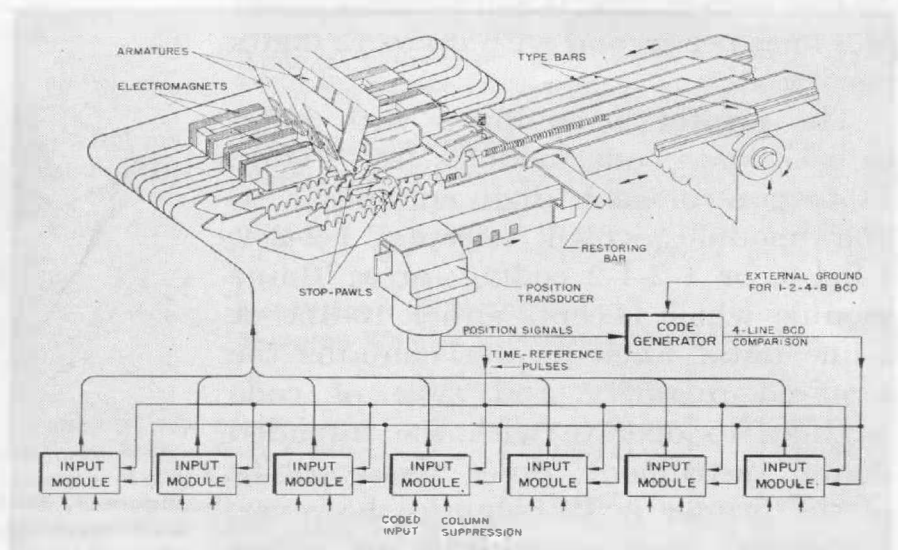 ARMATURES
ELECTROMAGNETS
TYPE BARS
RESTORING
BAR
STOP-PAWLS
POSITION
TRANSDUCER
EXTERNAL GROUND
FOR 1-2-4-8 BCD
POSITION SIGNALS
CODE
GENERATOR
4-LINE BCD
COMPARISON
TIME-REFERENCE
PULSES
INPUT
MODULE
INPUT
MODULE
INPUT
MODULE
INPUT
MODULE
INPUT
MODULE
INPUT
MODULE
INPUT
MODULE
CODED
INPUT
COLUMN
SUPPRESSION